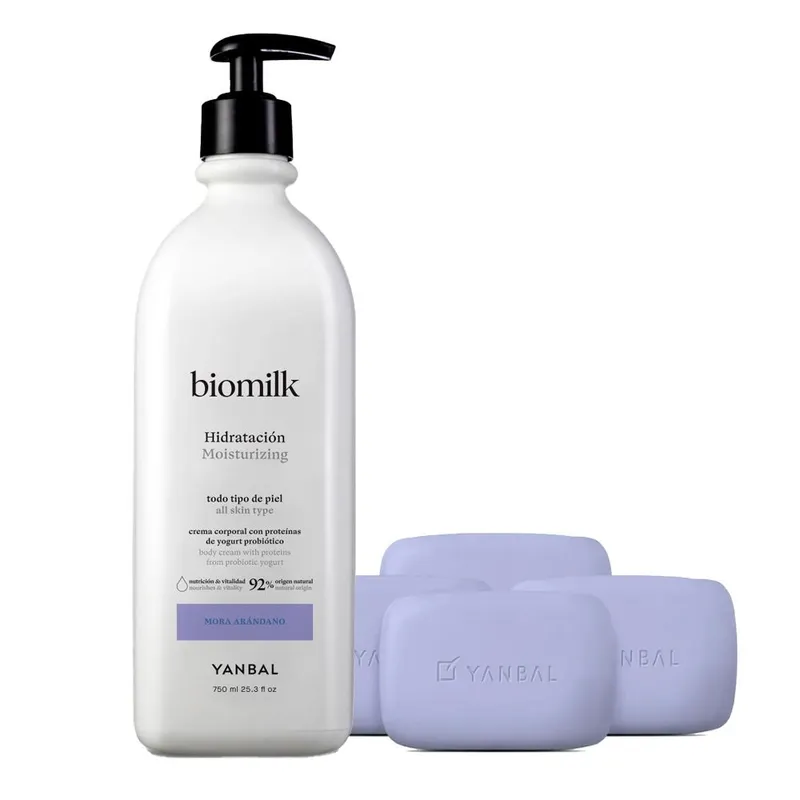 biomilk
Hidratación
Moisturizing
todo tipo de piel
all skin type
crema corporal con proteínas
de yogurt probiótico
body cream with proteins
from probiotic yogurt
nutrición & vitalidad 92% origen natural
nourishes & vitality natural origin
MORA ARÁNDANO
YANBAL
750 ml 25.3 fl oz
YA
YANBAL
NBAL